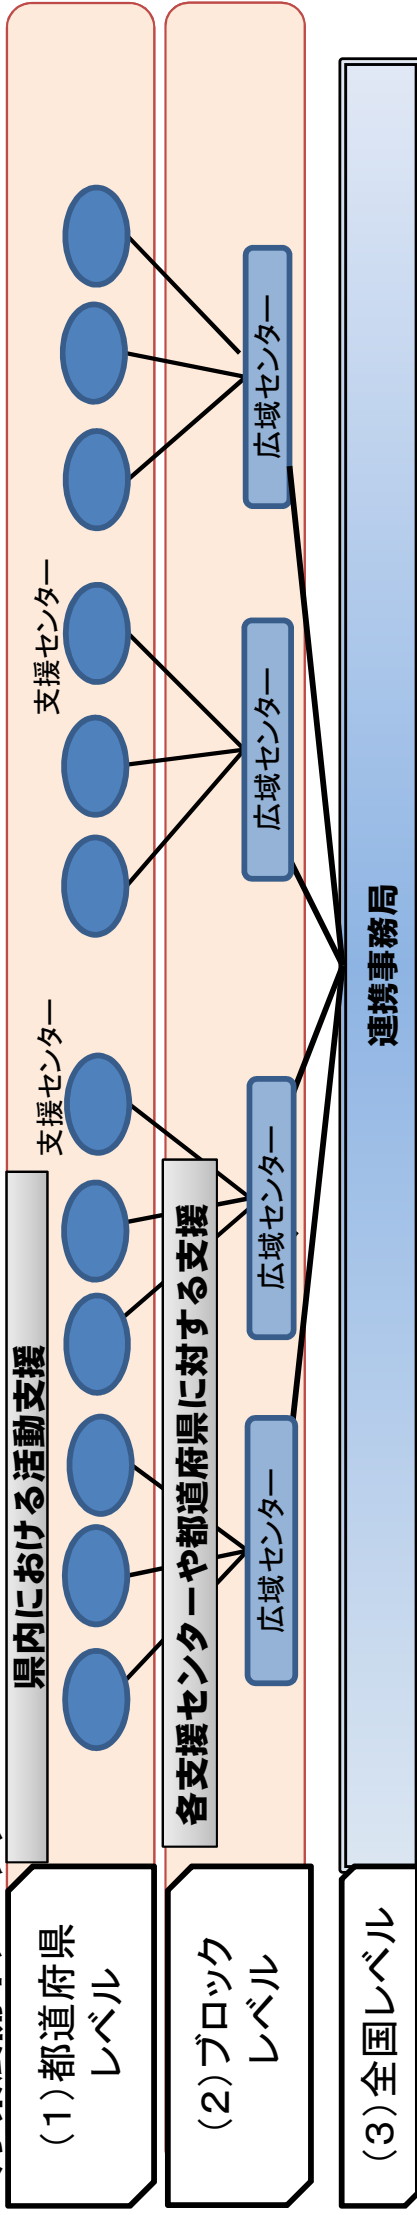 (1)都道府県
レベル
県内における活動支援
支援センター
支援センター
(2)ブロック
レベル
各支援センターや都道府県に対する支援
広域センター
広域センター
広域センター
広域センター
(3)全国レベル
連携事務局